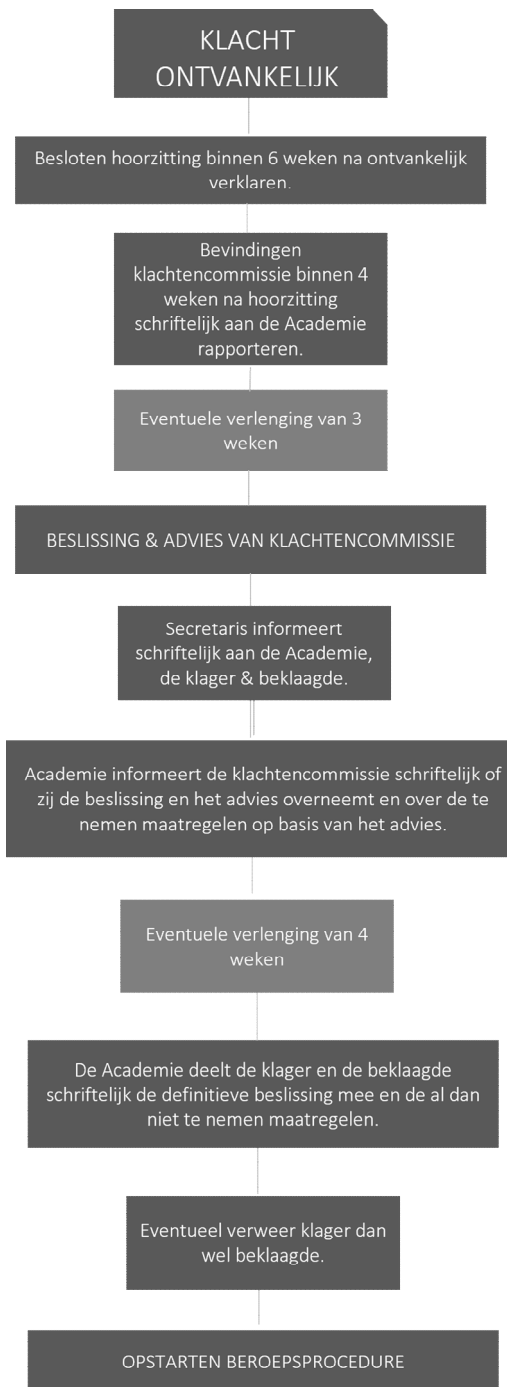 KLACHT
ONTVANKELIJK
Besloten hoorzitting binnen 6 weken na ontvankelijk
verklaren.
Bevindingen
klachtencommissie binnen 4
weken na hoorzitting
schriftelijk aan de Academie
rapporteren.
Eventuele verlenging van 3
weken
BESLISSING & ADVIES VAN KLACHTENCOMMISSIE
Secretaris informeert
schriftelijk aan de Academie,
de klager & beklaagde.
Academie informeert de klachtencommissie schriftelijk of
zij de beslissing en het advies overneemt en over de te
nemen maatregelen op basis van het advies.
Eventuele verlenging van 4
weken
De Academie deelt de klager en de beklaagde
schriftelijk de definitieve beslissing mee en de al dan
niet te nemen maatregelen.
Eventueel verweer klager dan
wel beklaagde.
OPSTARTEN BEROEPSPROCEDURE